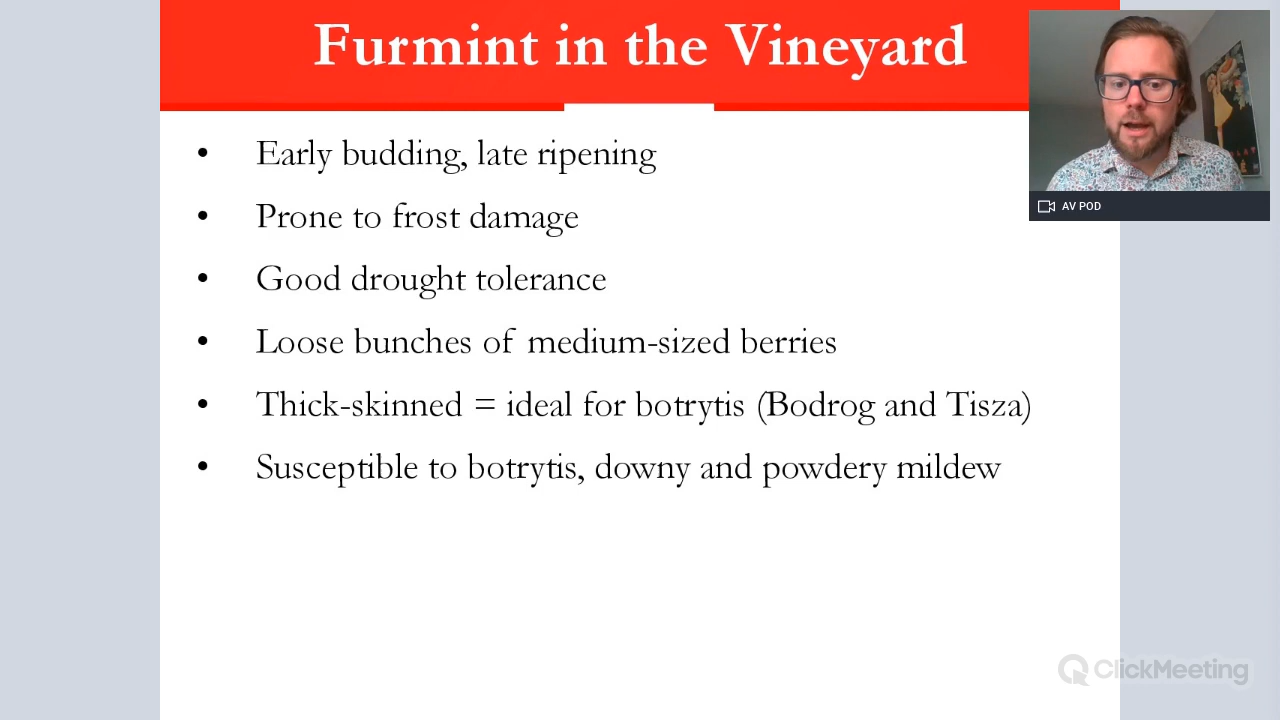 Furmint in the Vineyard
AV POD
• Early budding, late ripening
• Prone to frost damage
• Good drought tolerance
• Loose bunches of medium-sized berries
• Thick-skinned = ideal for botrytis (Bodrog and Tisza)
• Susceptible to botrytis, downy and powdery mildew
ClickMeeting